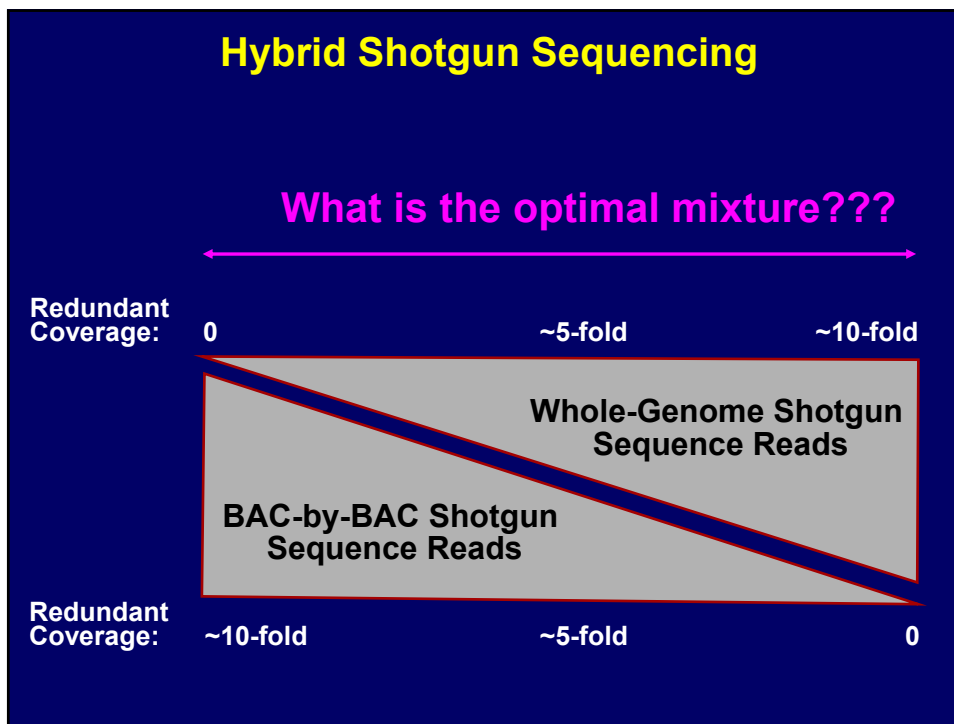 Hybrid Shotgun Sequencing
What is the optimal mixture???
Redundant
Coverage: 0 ~5-fold ~10-fold
Whole-Genome Shotgun
Sequence Reads
BAC-by-BAC Shotgun
Sequence Reads
Redundant
Coverage: ~10-fold ~5-fold 0